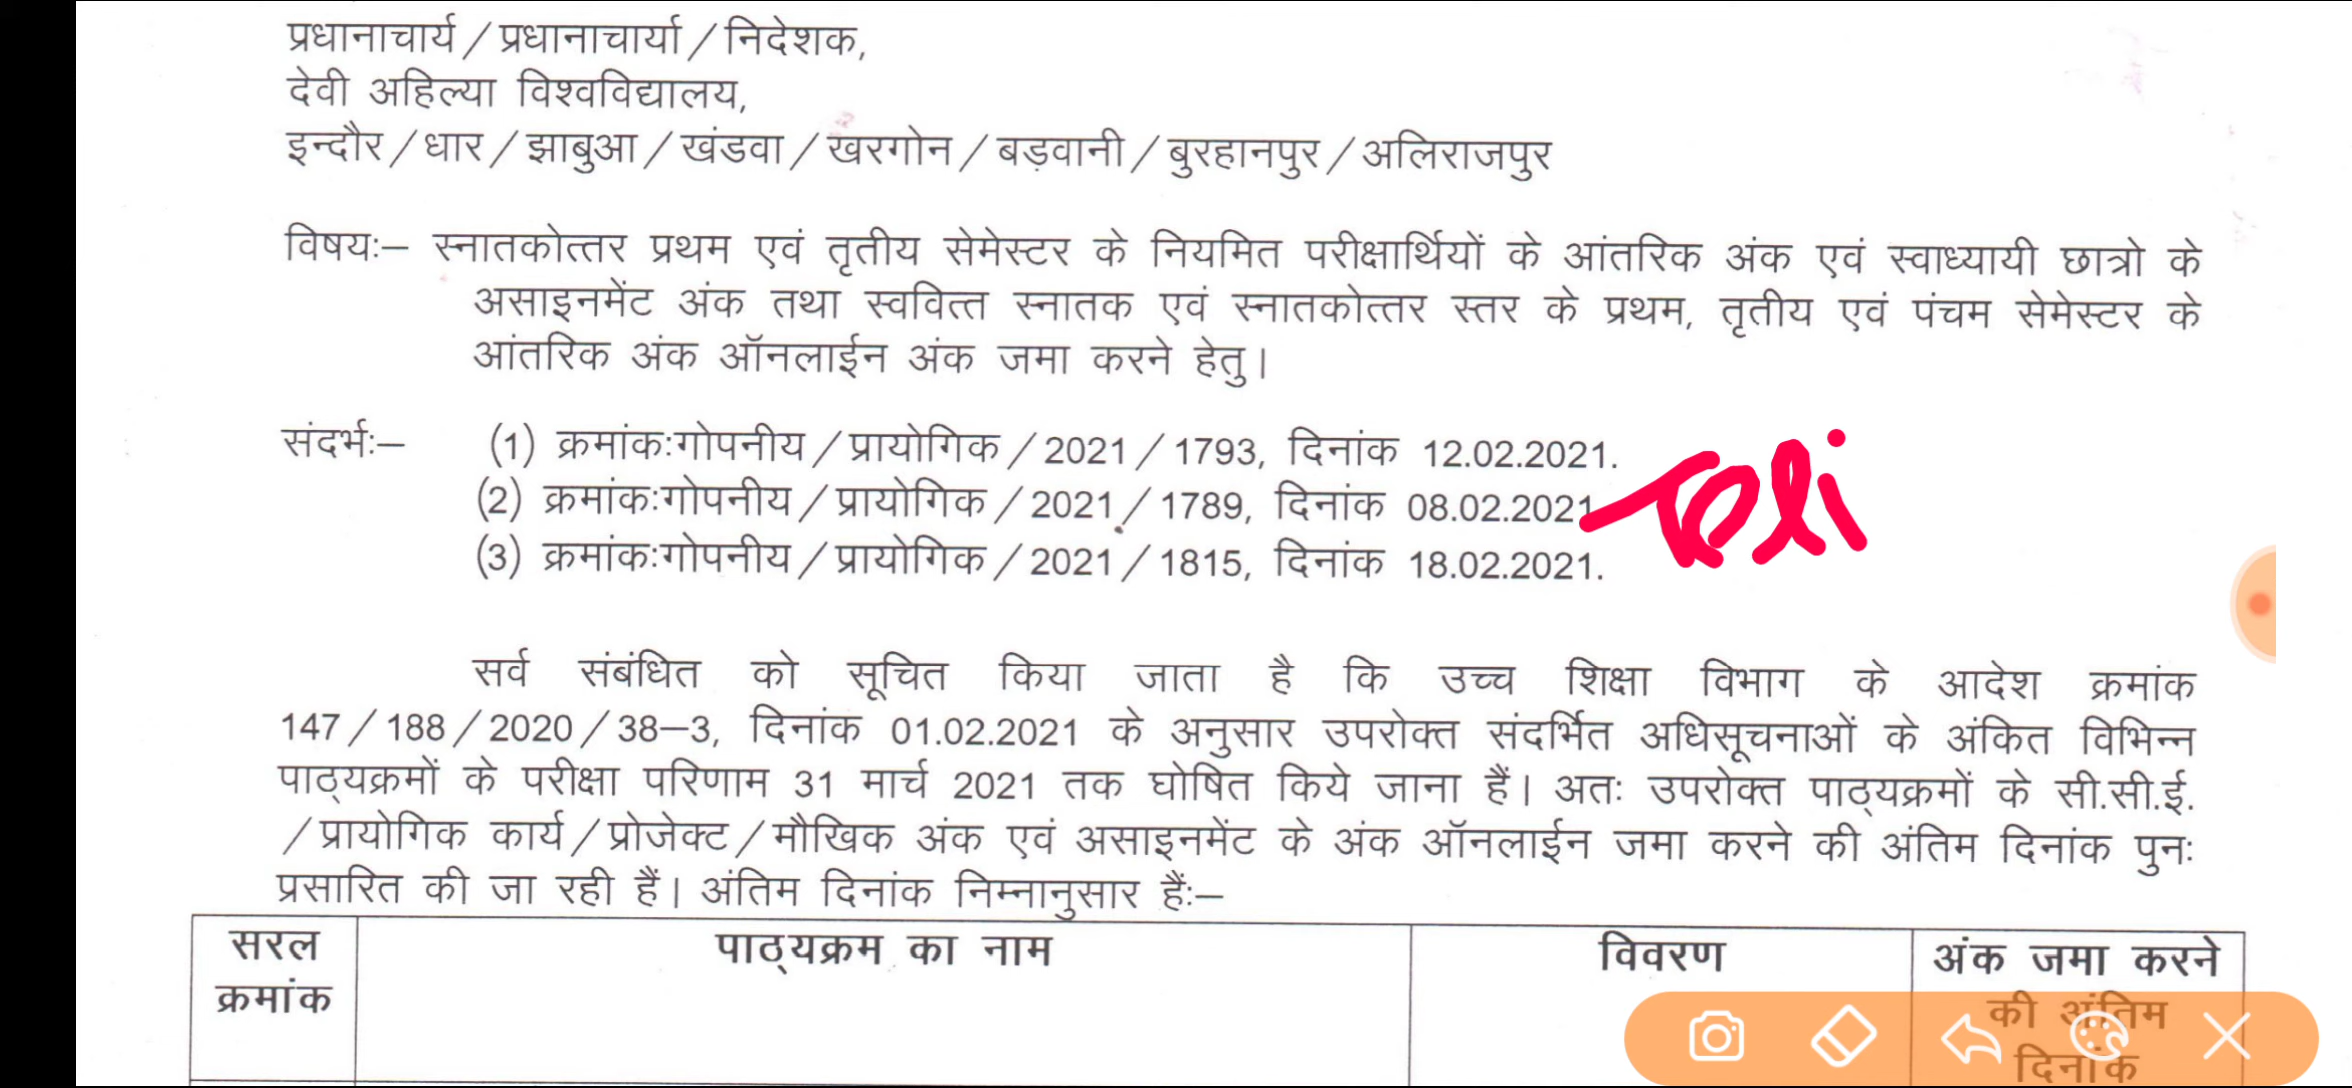 प्रधानाचार्य/प्रधानाचार्या/निदेशक,
देवी अहिल्या विश्वविद्यालय,
इन्दौर/धार/झाबुआ/खंडवा/खरगोन/बड़वानी/बुरहानपुर/अलिराजपुर
विषयः– स्नातकोत्तर प्रथम एवं तृतीय सेमेस्टर के नियमित परीक्षार्थियों के आंतरिक अंक एवं स्वाध्यायी छात्रो के
असाइनमेंट अंक तथा स्ववित्त स्नातक एवं स्नातकोत्तर स्तर के प्रथम, तृतीय एवं पंचम सेमेस्टर के
आंतरिक अंक ऑनलाईन अंक जमा करने हेतु।
संदर्भः– (1) क्रमांकःगोपनीय/प्रायोगिक/2021/1793, दिनांक 12.02.2021.
(2) क्रमांकःगोपनीय/प्रायोगिक/2021/1789, दिनांक 08.02.2021
(3) क्रमांकःगोपनीय/प्रायोगिक/2021/1815, दिनांक 18.02.2021.
सर्व संबंधित को सूचित किया जाता है कि उच्च शिक्षा विभाग के आदेश क्रमांक
147/188/2020/38–3, दिनांक 01.02.2021 के अनुसार उपरोक्त संदर्भित अधिसूचनाओं के अंकित विभिन्न
पाठ्यक्रमों के परीक्षा परिणाम 31 मार्च 2021 तक घोषित किये जाना हैं। अतः उपरोक्त पाठ्यक्रमों के सी.सी.ई.
/प्रायोगिक कार्य/प्रोजेक्ट/मौखिक अंक एवं असाइनमेंट के अंक ऑनलाईन जमा करने की अंतिम दिनांक पुनः
प्रसारित की जा रही हैं। अंतिम दिनांक निम्नानुसार हैंः–
सरल क्रमांक
पाठ्यक्रम का नाम
विवरण
अंक जमा करने
की अंतिम
दिनांक